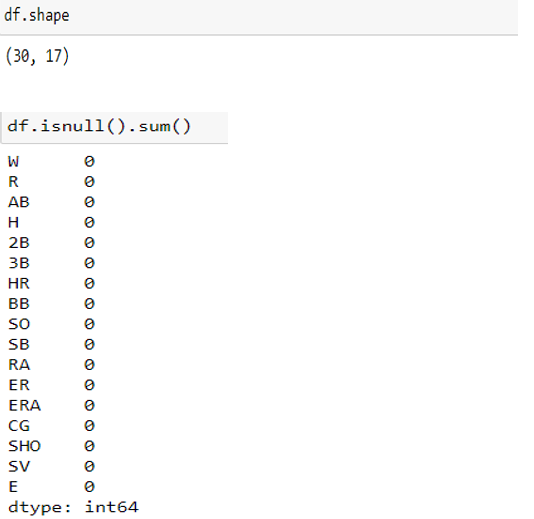 df.shape
(30, 17)
df.isnull().sum()
W 0
R 0
AB 0
H 0
2B 0
3B 0
HR 0
BB 0
SO 0
SB 0
RA 0
ER 0
ERA 0
CG 0
SHO 0
SV 0
E 0
dtype: int64